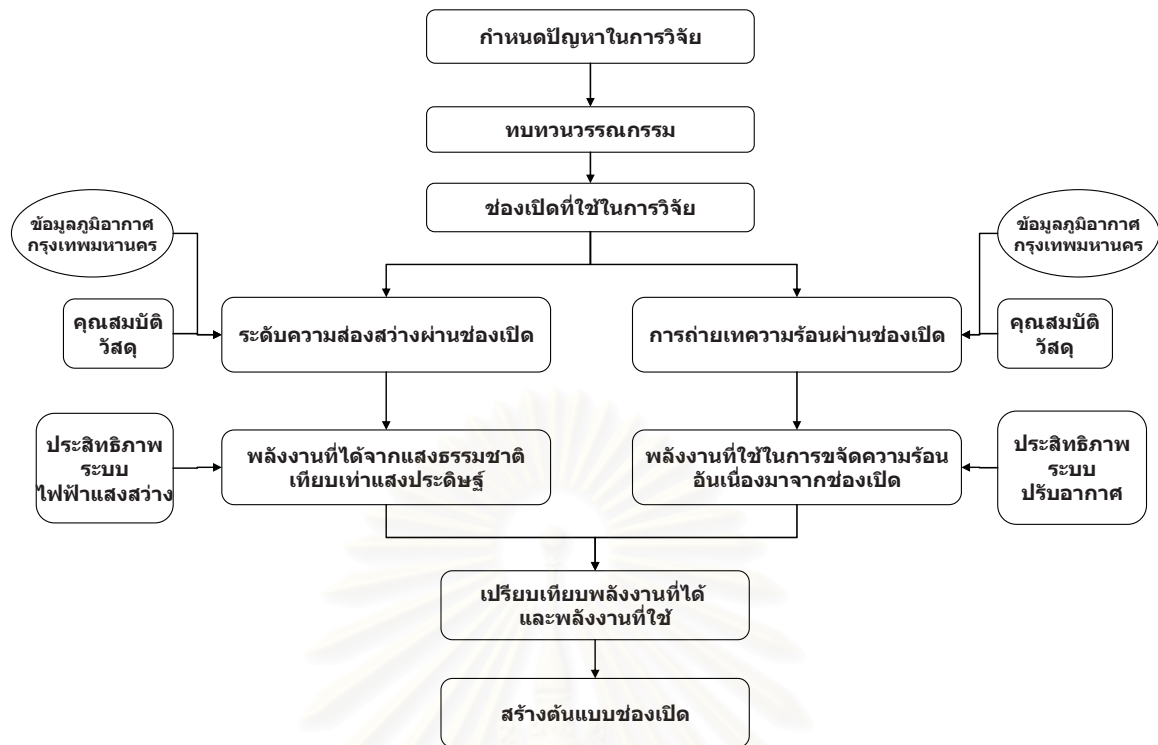 กำหนดปัญหาในการวิจัย
ทบทวนวรรณกรรม
ช่องเปิดที่ใช้ในการวิจัย
ข้อมูลภูมิอากาศ
กรุงเทพมหานคร
ข้อมูลภูมิอากาศ
กรุงเทพมหานคร
คุณสมบัติ
วัสดุ
ระดับความส่องสว่างผ่านช่องเปิด
การถ่ายเทความร้อนผ่านช่องเปิด
คุณสมบัติ
วัสดุ
ประสิทธิภาพ
ระบบ
ไฟฟ้าแสงสว่าง
พลังงานที่ได้จากแสงธรรมชาติ
เทียบเท่าแสงประดิษฐ์
พลังงานที่ใช้ในการขจัดความร้อน
อันเนื่องมาจากช่องเปิด
ประสิทธิภาพ
ระบบ
ปรับอากาศ
เปรียบเทียบพลังงานที่ได้
และพลังงานที่ใช้
สร้างต้นแบบช่องเปิด